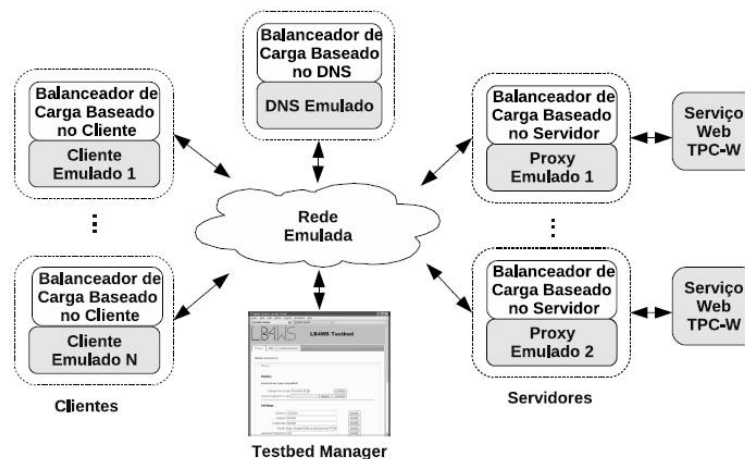 Balanceador de
Carga Baseado
no DNS
DNS Emulado
Balanceador de
Carga Baseado
no Cliente
Cliente
Emulado 1
Balanceador de
Carga Baseado
no Servidor
Proxy
Emulado 1
Serviço
Web
TPC-W
Rede
Emulada
Balanceador de
Carga Baseado
no Cliente
Cliente
Emulado N
Clientes
LB4WS
LB4WS Testbed
Testbed Manager
Balanceador de
Carga Baseado
no Servidor
Proxy
Emulado 2
Servidores
Serviço
Web
TPC-W